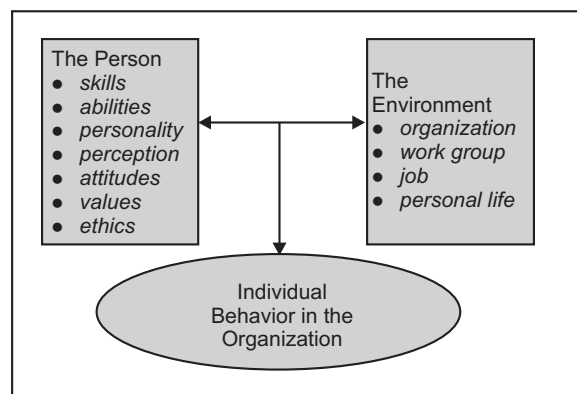 The Person
● skills
● abilities
● personality
● perception
● attitudes
● values
● ethics
The
Environment
● organization
● work group
● job
● personal life
Individual
Behavior in the
Organization